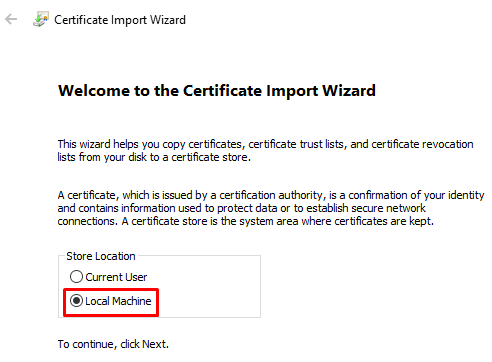 Certificate Import Wizard
Welcome to the Certificate Import Wizard
This wizard helps you copy certificates, certificate trust lists, and certificate revocation
lists from your disk to a certificate store.
A certificate, which is issued by a certification authority, is a confirmation of your identity
and contains information used to protect data or to establish secure network
connections. A certificate store is the system area where certificates are kept.
Store Location
Current User
Local Machine
To continue, click Next.